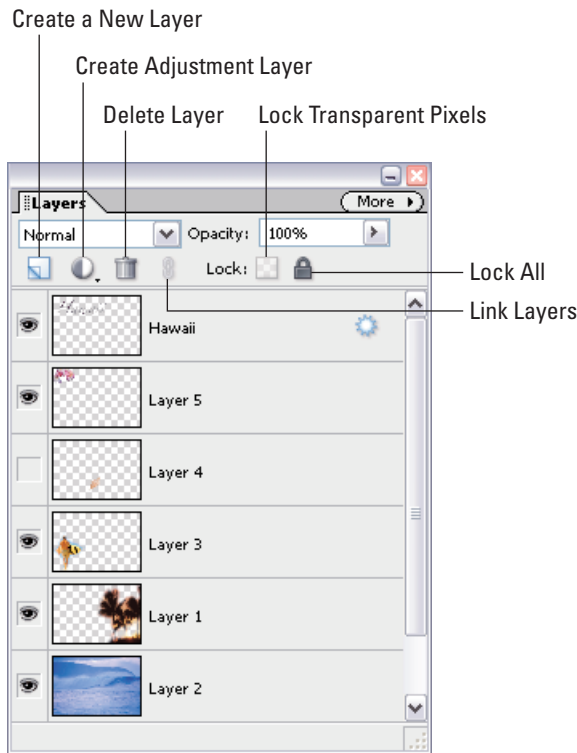 Create a New Layer
Create Adjustment Layer
Delete Layer
Lock Transparent Pixels
Layers
More
Normal
Opacity:
100%
Lock:
Lock All
Link Layers
Hawaii
Layer 5
Layer 4
Layer 3
Layer 1
Layer 2